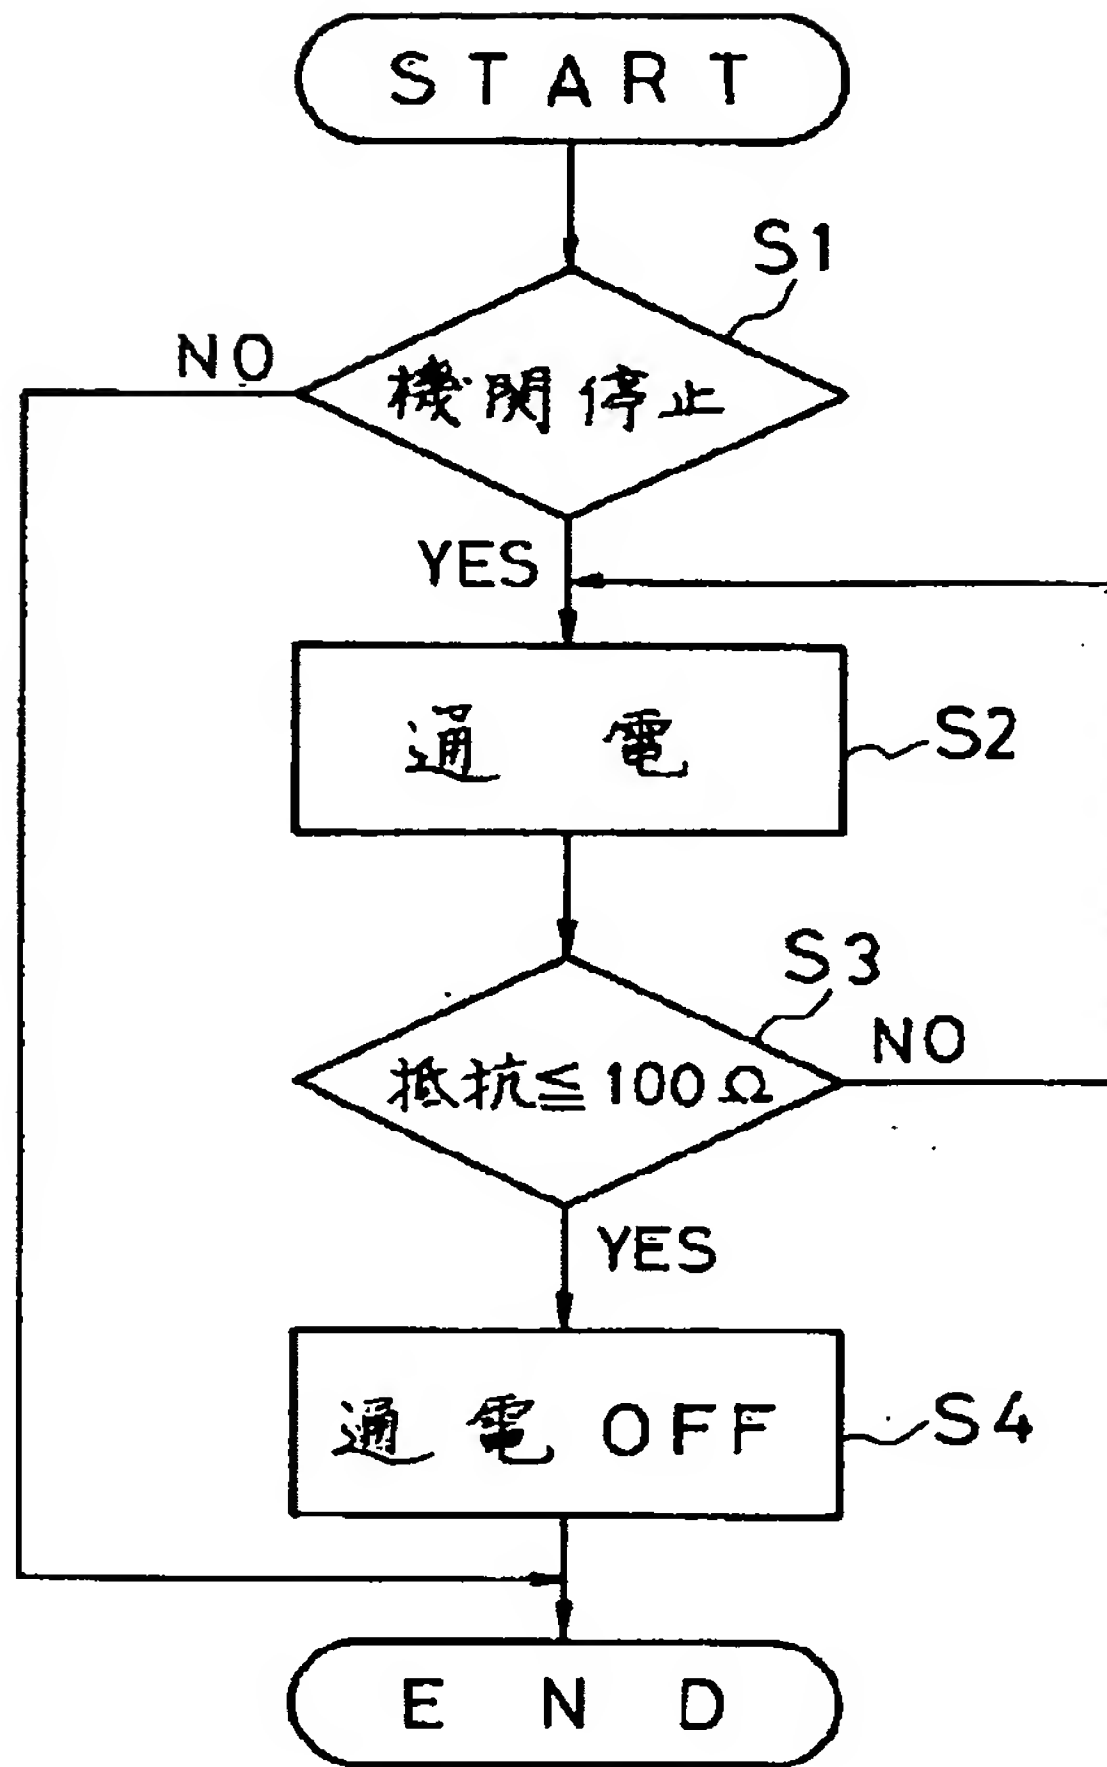 START
S1
NO
機関停止
YES
通電
S2
S3
NO
抵抗≦100Ω
YES
通電OFF
S4
END